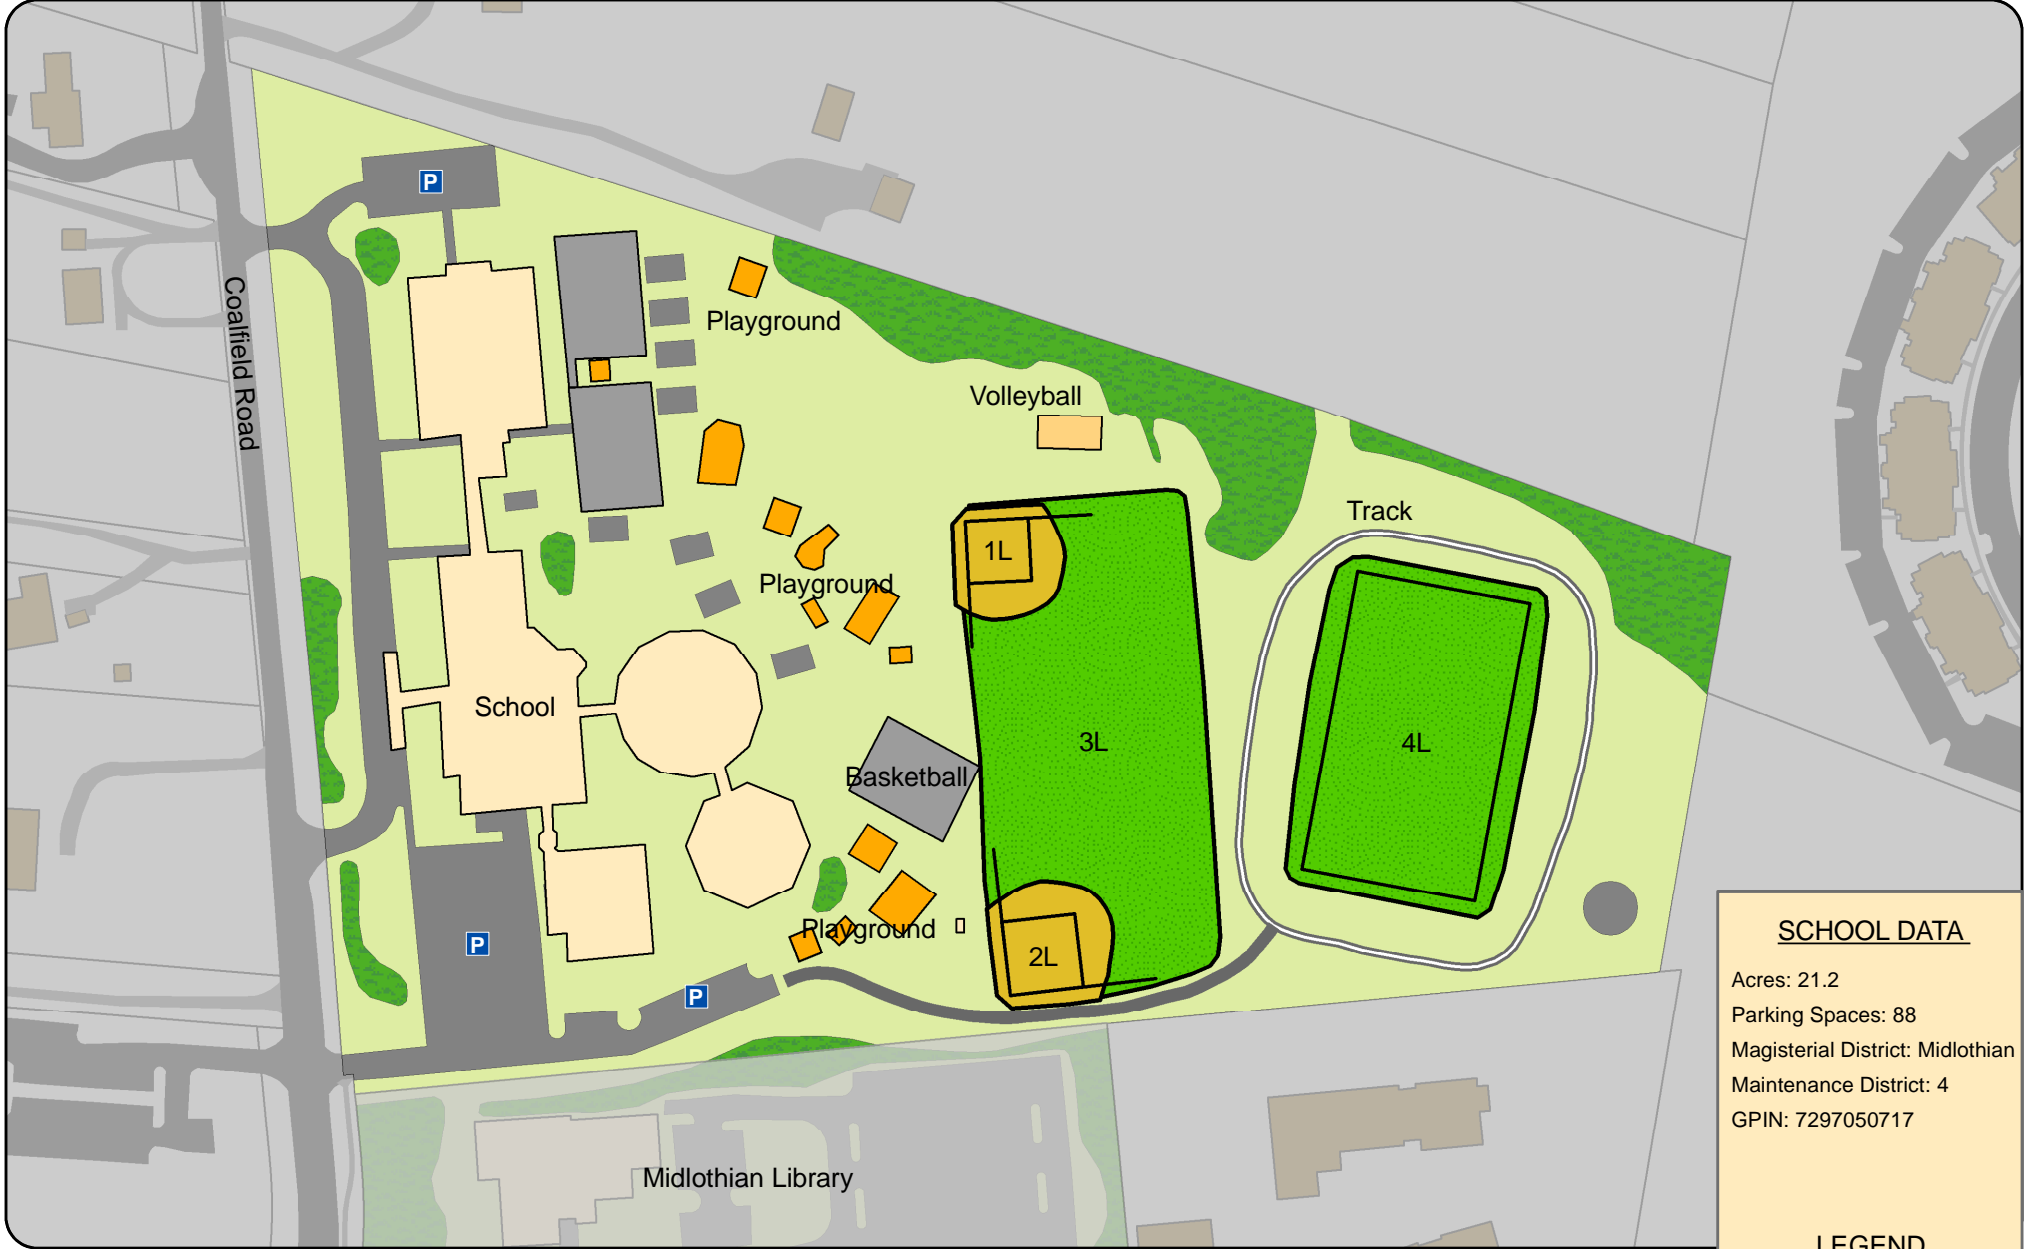 P
Coalfield Road
Playground
Volleyball
Track
1L
Playground
School
3L
4L
Basketball
Playground
P
2L
P
SCHOOL DATA
Acres: 21.2
Parking Spaces: 88
Magisterial District: Midlothian
Maintenance District: 4
GPIN: 7297050717
Midlothian Library
LEGEND